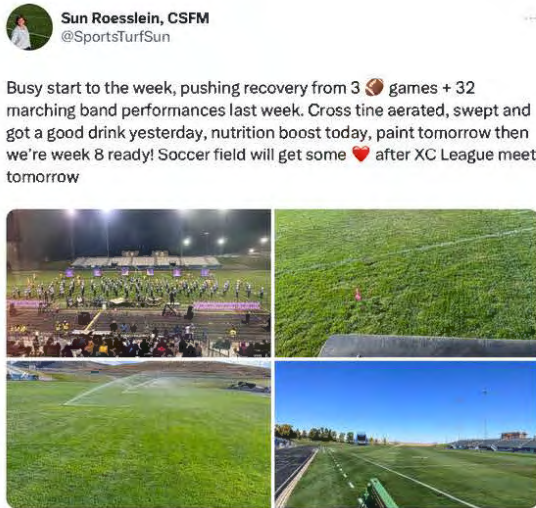 Sun Roesslein, CSFM
@SportsTurfSun
Busy start to the week, pushing recovery from 3 🏈 games + 32
marching band performances last week. Cross tine aerated, swept and
got a good drink yesterday, nutrition boost today, paint tomorrow then
we're week 8 ready! Soccer field will get some ❤️ after XC League meet
tomorrow